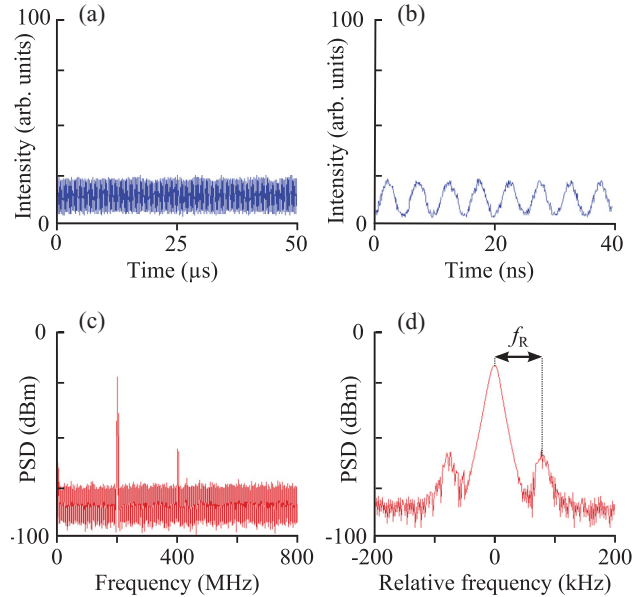 (a)
100
Intensity (arb. units)
0
0 25 50
Time (µs)
(b)
100
Intensity (arb. units)
0
0 20 40
Time (ns)
(c)
0
PSD (dBm)
-100
0 400 800
Frequency (MHz)
(d)
fR
0
PSD (dBm)
-100
-200 0 200
Relative frequency (kHz)